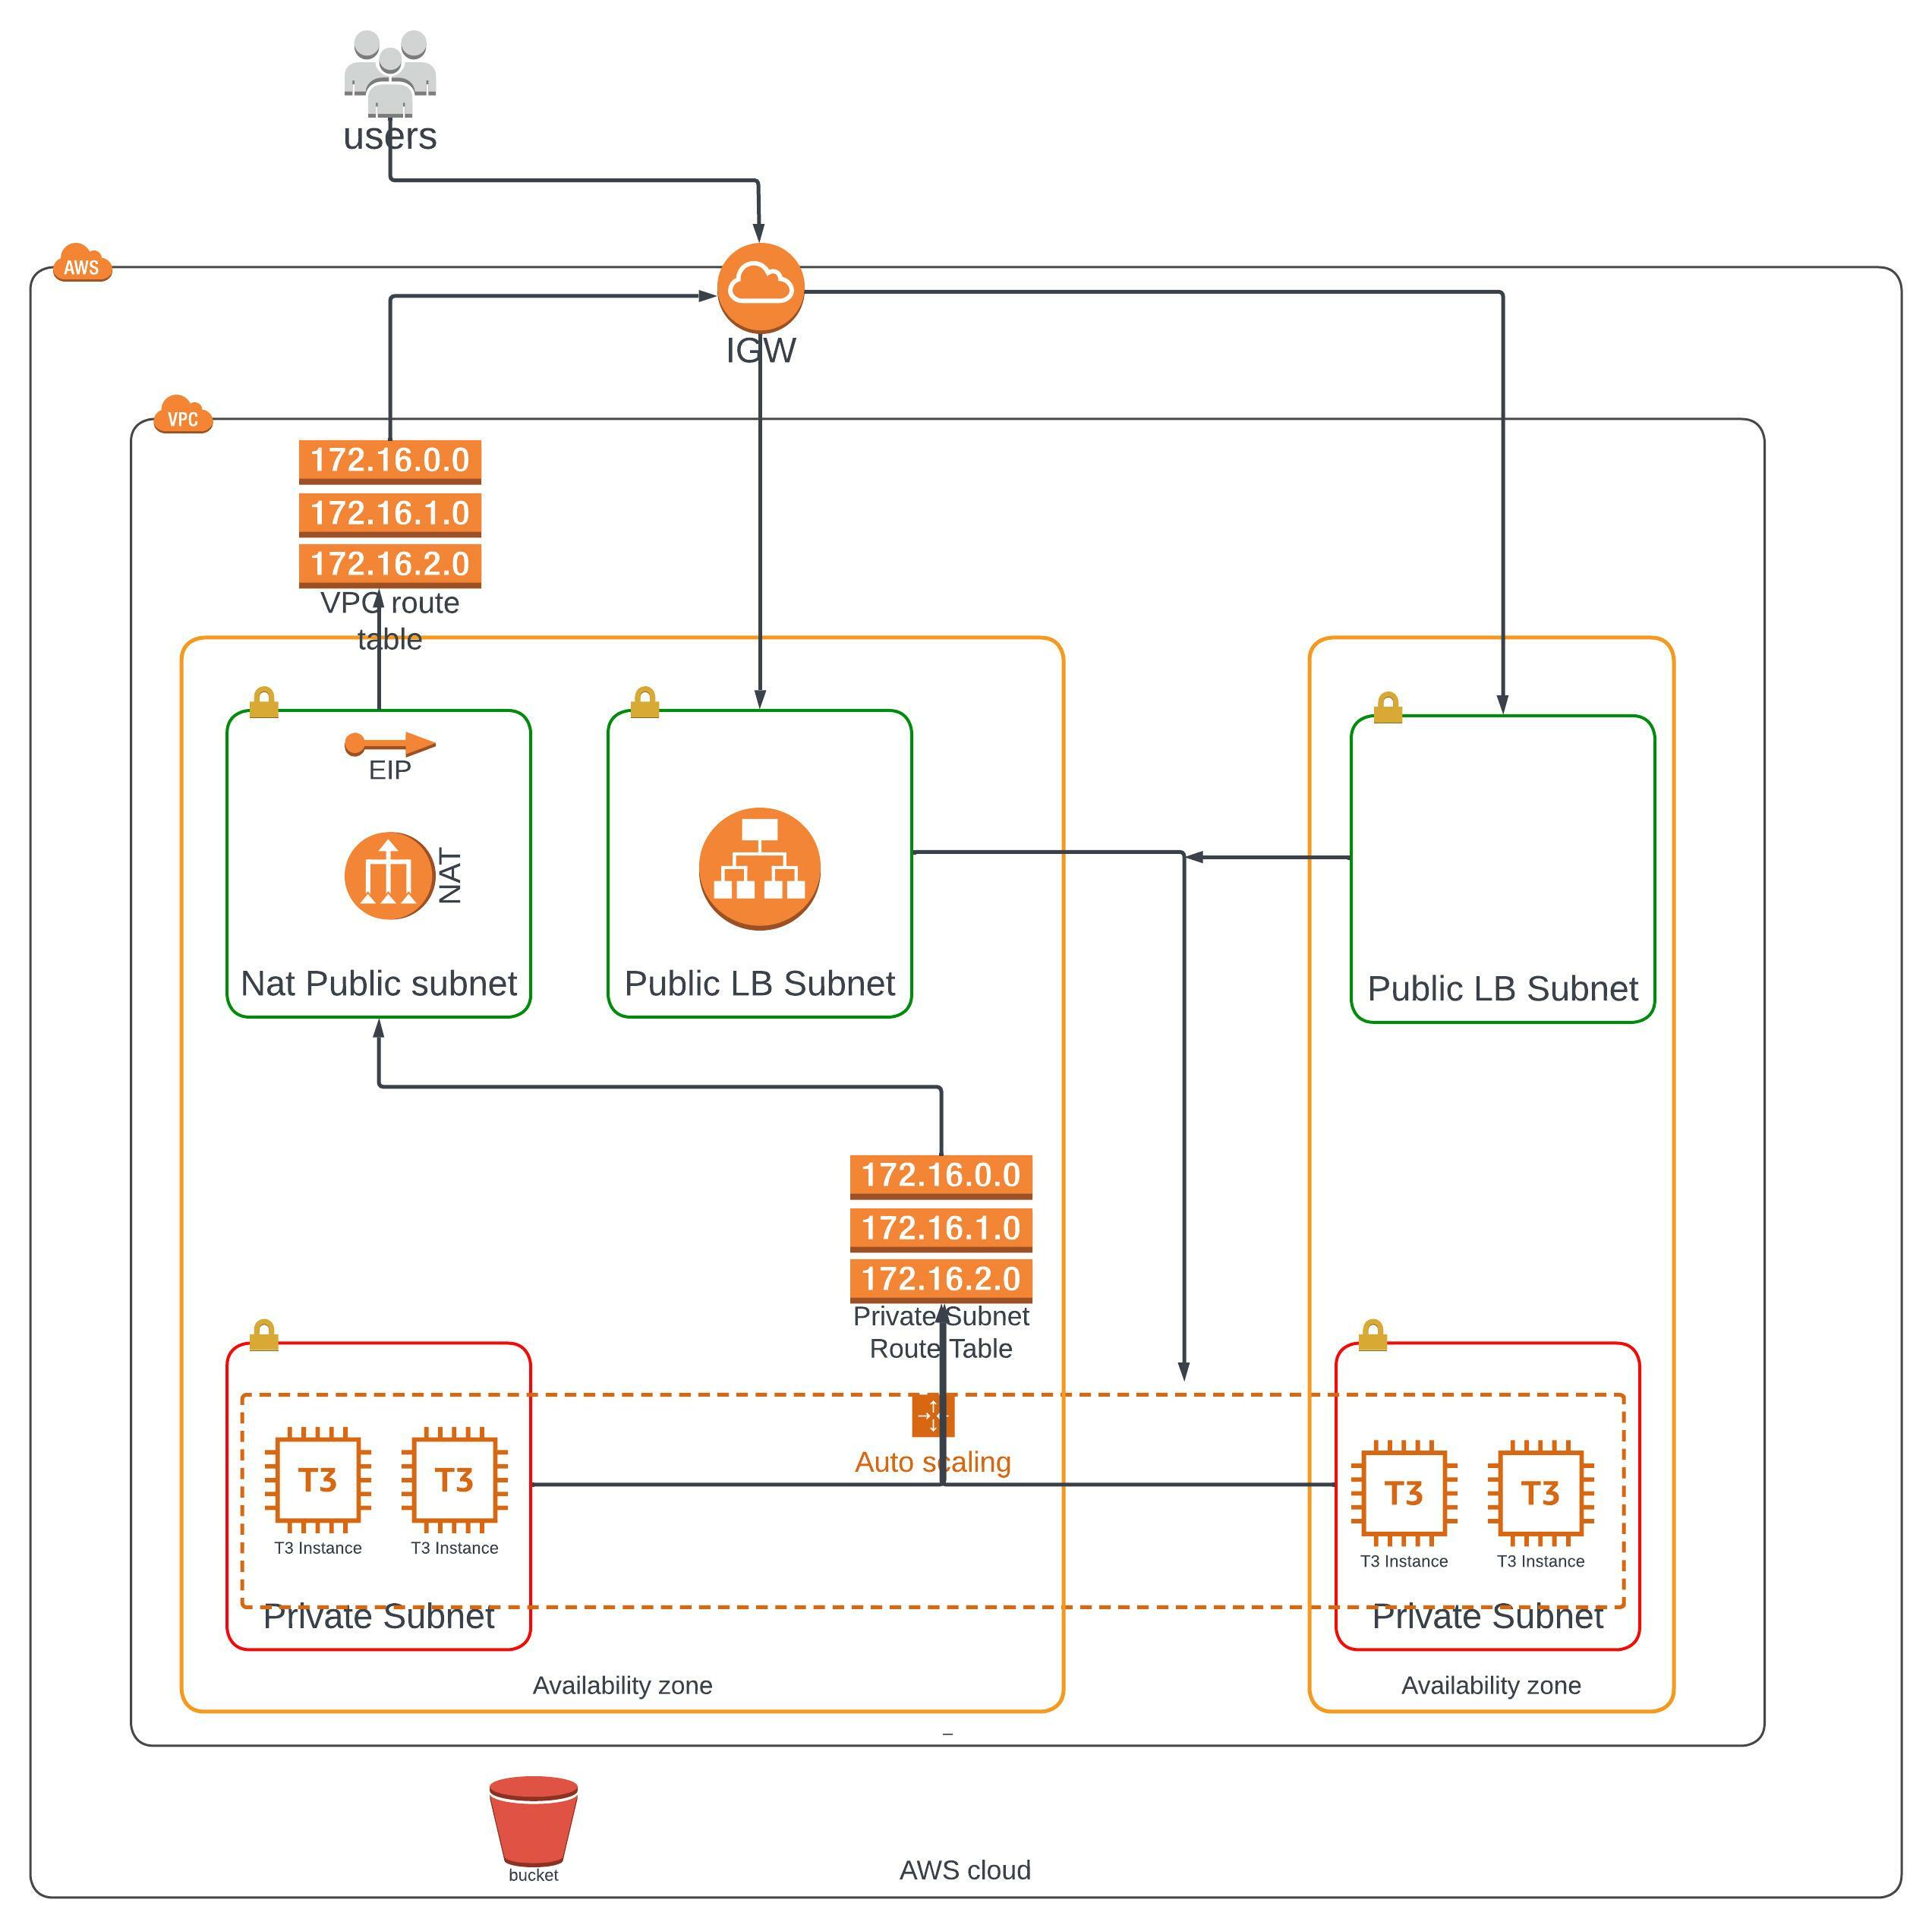 users
AWS
IGW
VPC
172.16.0.0
172.16.1.0
172.16.2.0
VPC route
table
EIP
NAT
Nat Public subnet
Public LB Subnet
Public LB Subnet
172.16.0.0
172.16.1.0
172.16.2.0
Private Subnet
Route Table
Auto scaling
T3
T3
T3
T3
T3 Instance
T3 Instance
T3 Instance
T3 Instance
Private Subnet
Private Subnet
Availability zone
Availability zone
_
bucket
AWS cloud